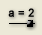 a = 2